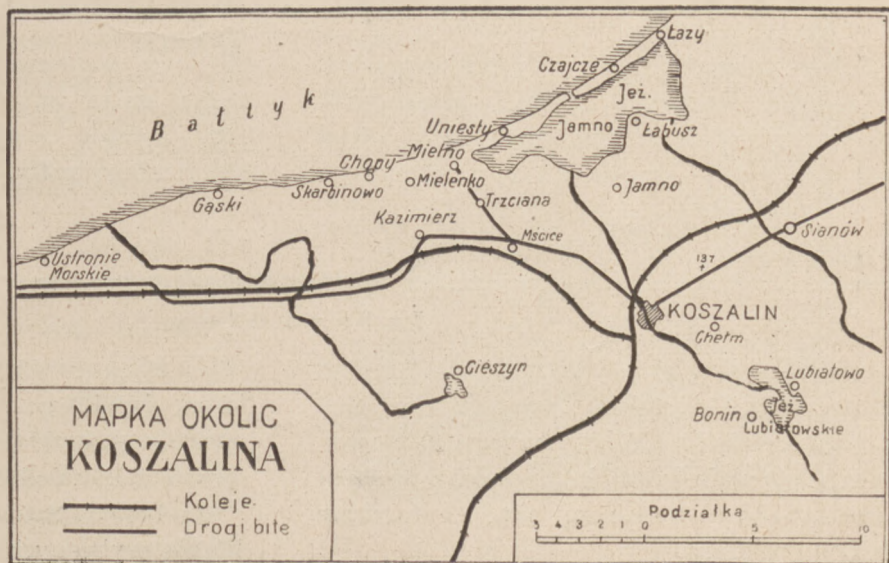 Łazy
Czajcze
Bałtyk
Jez.
Jamno
Uniesty
Łabusz
Mielno
Chopy
Mielenko
Skarbinowo
Jamno
Gąski
Trzciana
Kazimierz
Sianów
Mścice
Ustronie
Morskie
137
KOSZALIN
Chełm
Cieszyn
Lubiatowo
MAPKA OKOLIC
KOSZALINA
Bonin
Jez.
Lubiatowskie
Koleje.
Drogi bite
Podziałka
5 4 3 2 1 0 5 10